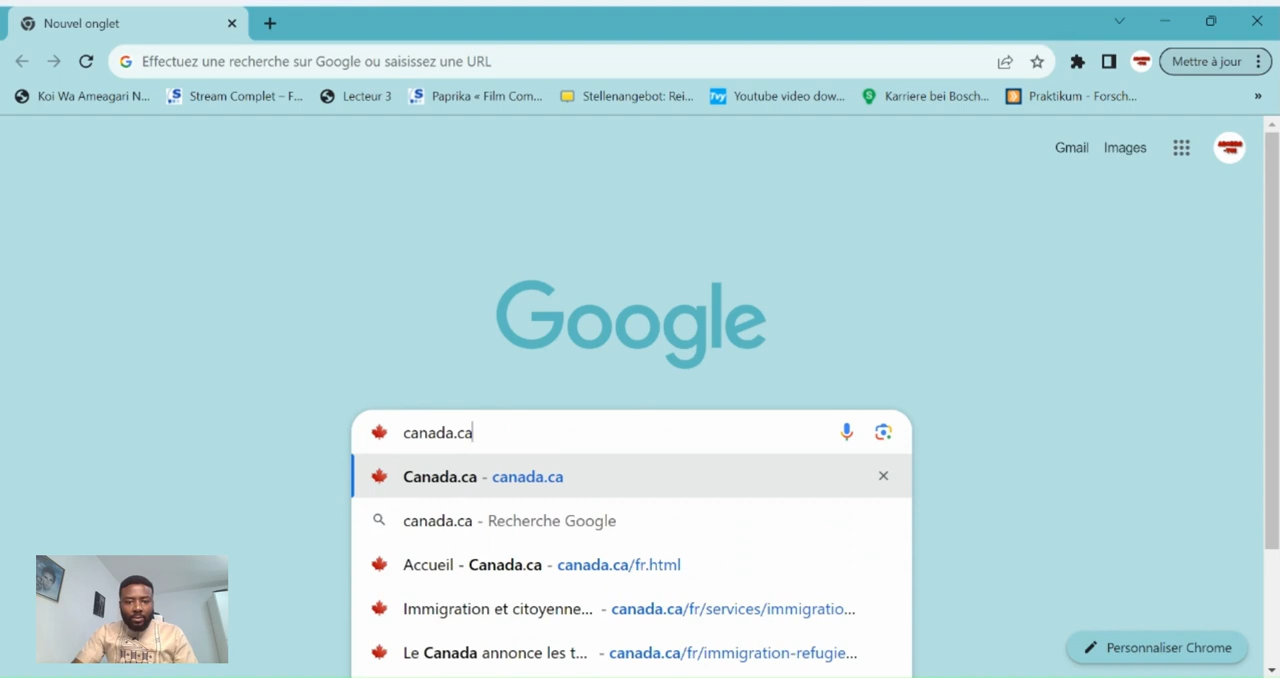 Nouvel onglet
Effectuez une recherche sur Google ou saisissez une URL
Mettre à jour
Koi Wa Ameagari N... Stream Complet – F... Lecteur 3 Paprika « Film Com... Stellenangebot: Rei... Youtube video dow... Karriere bei Bosch... Praktikum - Forsch... »
Gmail Images
Google
canada.ca
Canada.ca - canada.ca
canada.ca - Recherche Google
Accueil - Canada.ca - canada.ca/fr.html
Immigration et citoyenne... - canada.ca/fr/services/immigratio...
Le Canada annonce les t... - canada.ca/fr/immigration-refugie...
Personnaliser Chrome